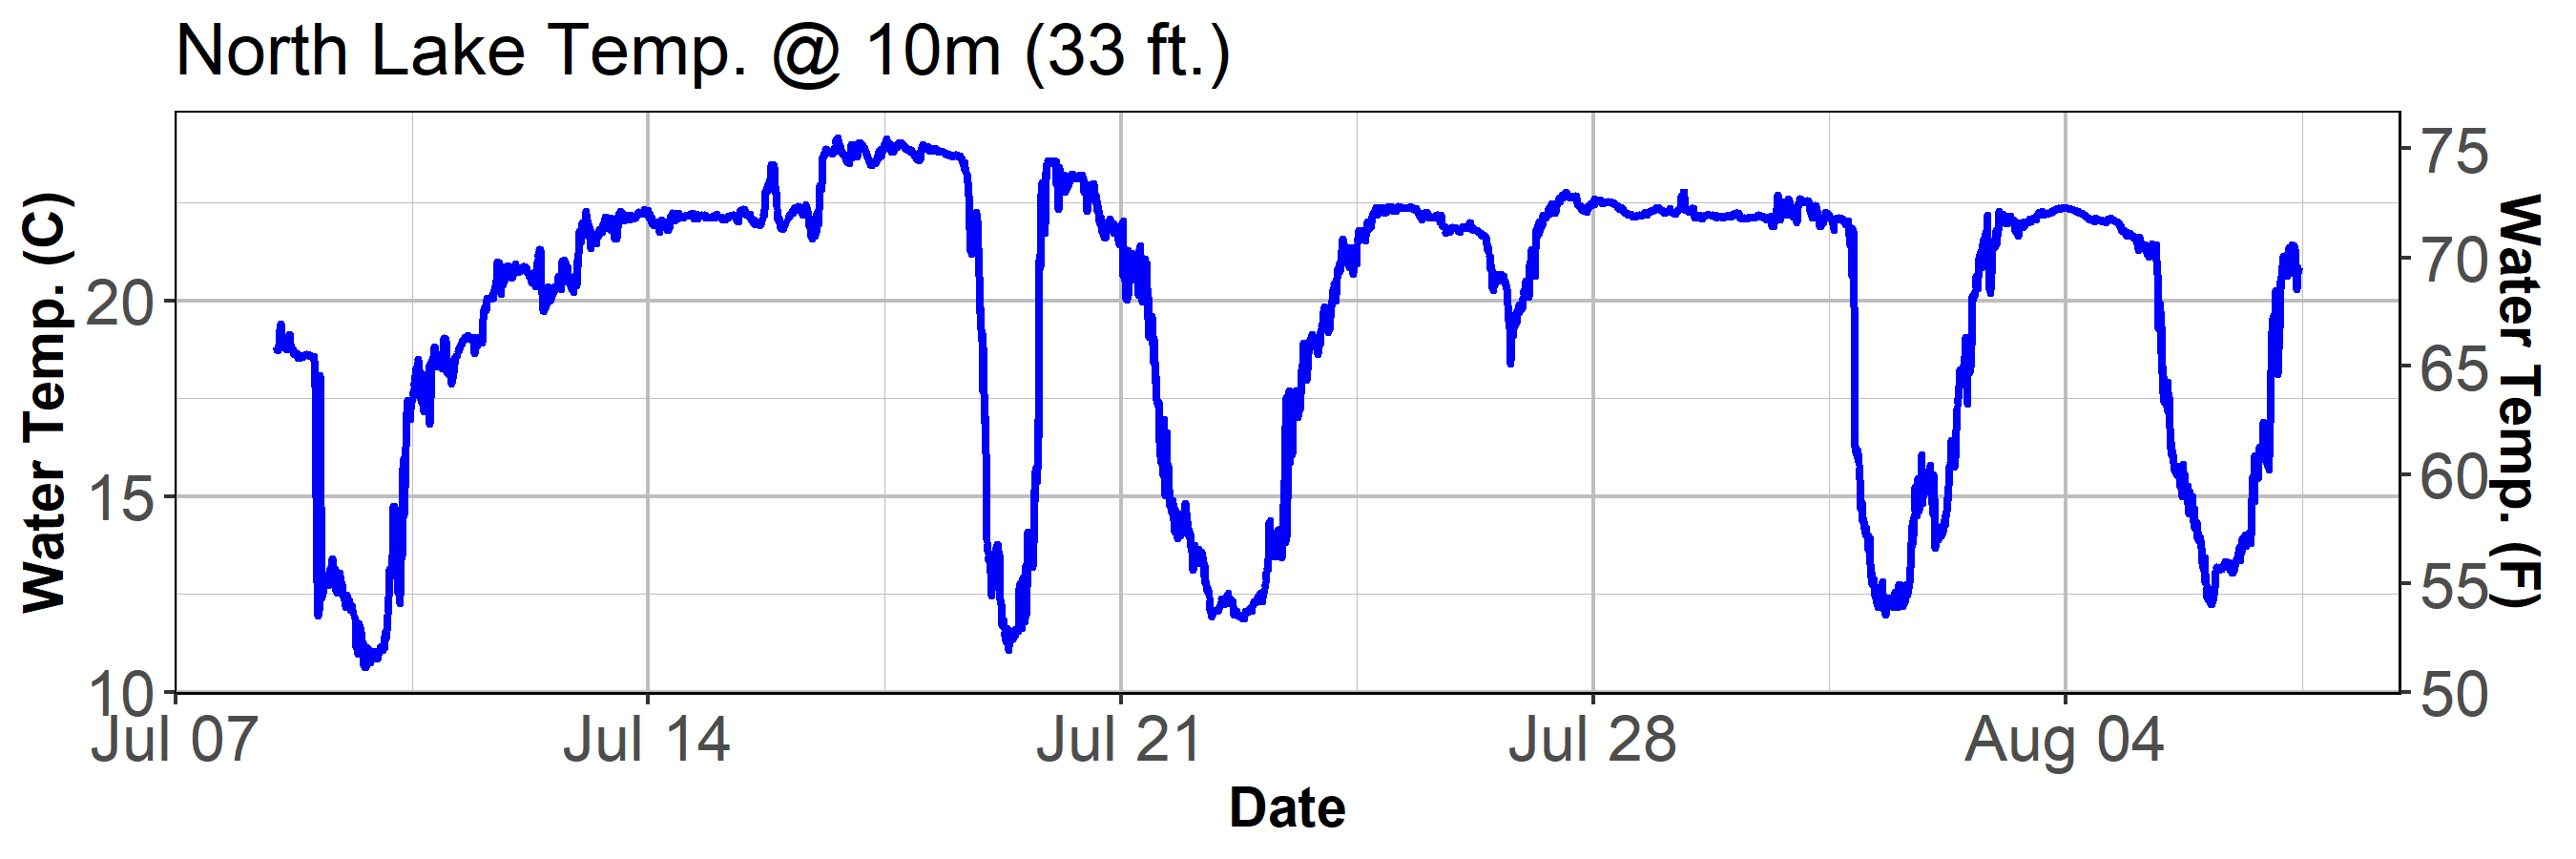 North Lake Temp. @ 10m (33 ft.)
Water Temp. (C)
20
15
10
75
70
65
60
55
50
Water Temp. (F)
Jul 07
Jul 14
Jul 21
Jul 28
Aug 04
Date